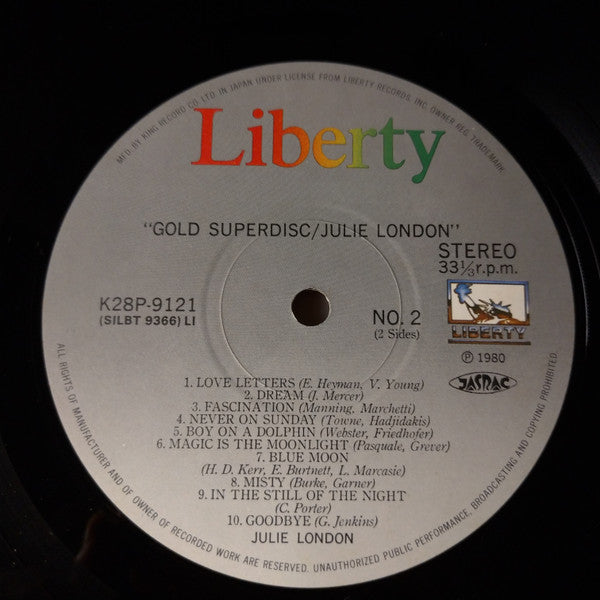 MF'D. BY KING RECORD CO. LTD. IN JAPAN UNDER LICENSE FROM LIBERTY RECORDS, INC. OWNER REG. TRADEMARK.
Liberty
"GOLD SUPERDISC/JULIE LONDON"
STEREO
33 1/3 r.p.m.
K28P-9121
(SILBT 9366) LI
NO. 2
(2 Sides)
LIBERTY
Ⓟ 1980
JASRAC
1. LOVE LETTERS (E. Heyman, V. Young)
2. DREAM (J. Mercer)
3. FASCINATION (Manning, Marchetti)
4. NEVER ON SUNDAY (Towne, Hadjidakis)
5. BOY ON A DOLPHIN (Webster, Friedhofer)
6. MAGIC IS THE MOONLIGHT (Pasquale, Grever)
7. BLUE MOON
(H. D. Kerr, E. Burtnett, L. Marcasie)
8. MISTY (Burke, Garner)
9. IN THE STILL OF THE NIGHT
(C. Porter)
10. GOODBYE (G. Jenkins)
JULIE LONDON
ALL RIGHTS OF MANUFACTURER AND OF OWNER OF RECORDED WORK ARE RESERVED. UNAUTHORIZED PUBLIC PERFORMANCE, BROADCASTING AND COPYING PROHIBITED.